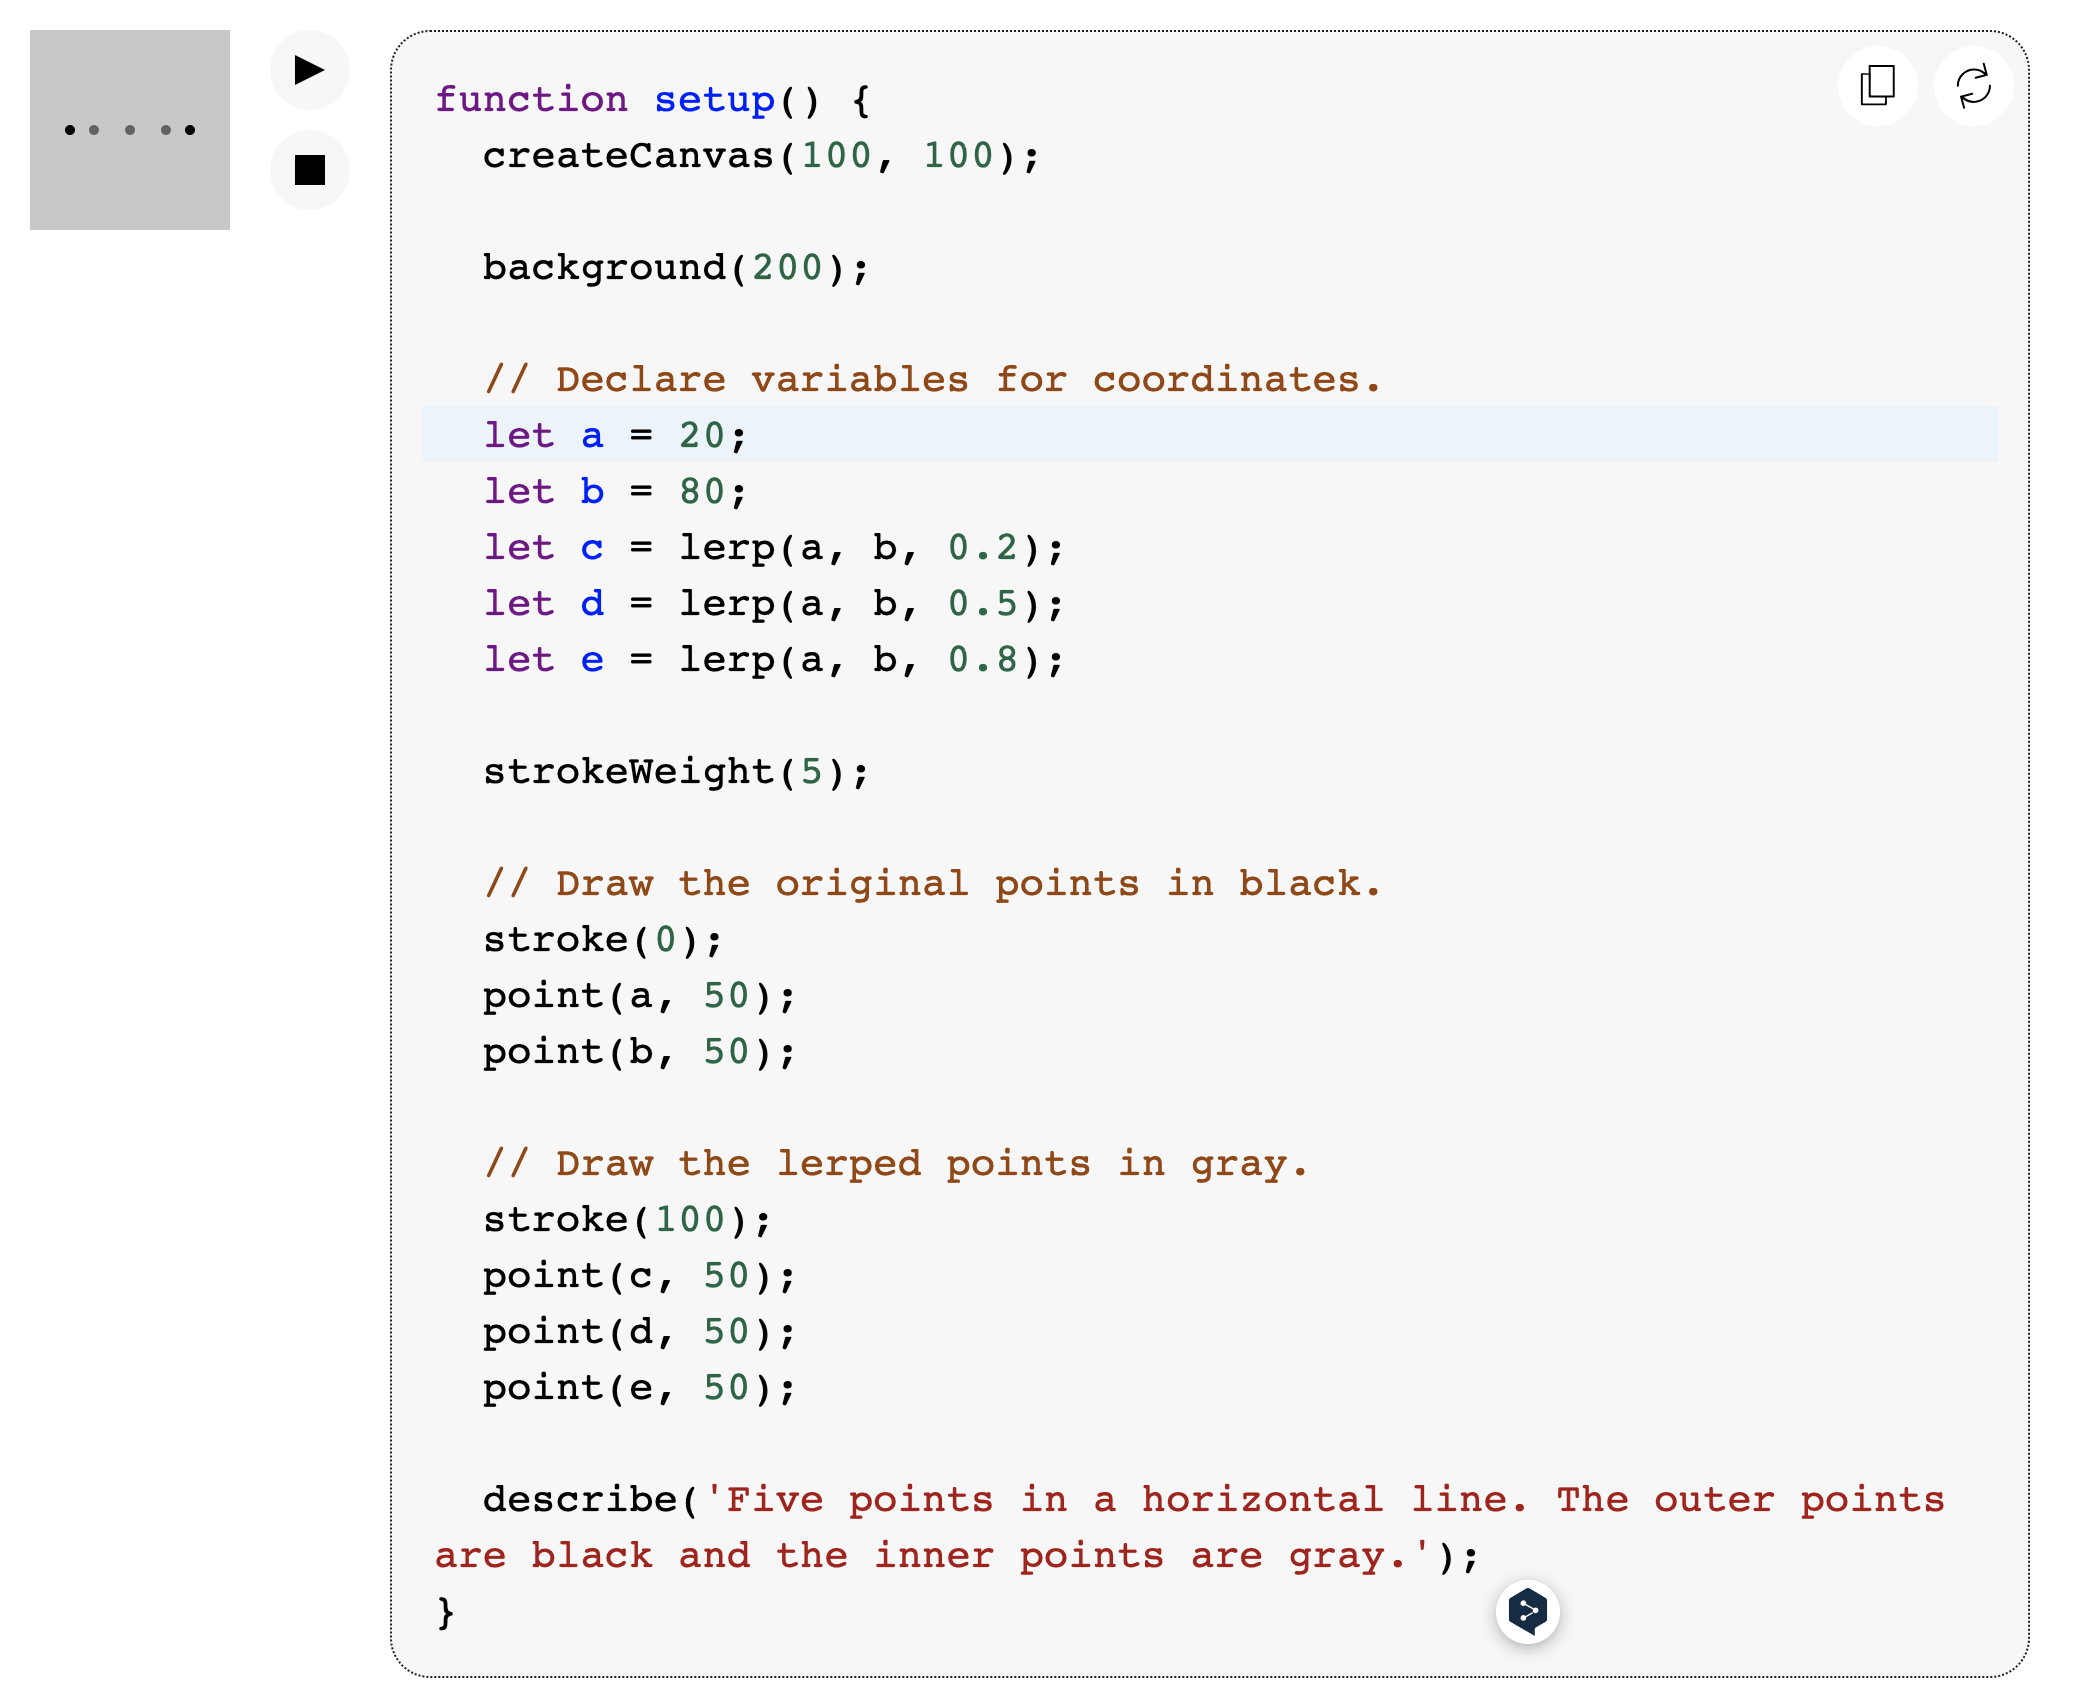 function setup() {
  createCanvas(100, 100);

  background(200);

  // Declare variables for coordinates.
  let a = 20;
  let b = 80;
  let c = lerp(a, b, 0.2);
  let d = lerp(a, b, 0.5);
  let e = lerp(a, b, 0.8);

  strokeWeight(5);

  // Draw the original points in black.
  stroke(0);
  point(a, 50);
  point(b, 50);

  // Draw the lerped points in gray.
  stroke(100);
  point(c, 50);
  point(d, 50);
  point(e, 50);

  describe('Five points in a horizontal line. The outer points
are black and the inner points are gray.');
}